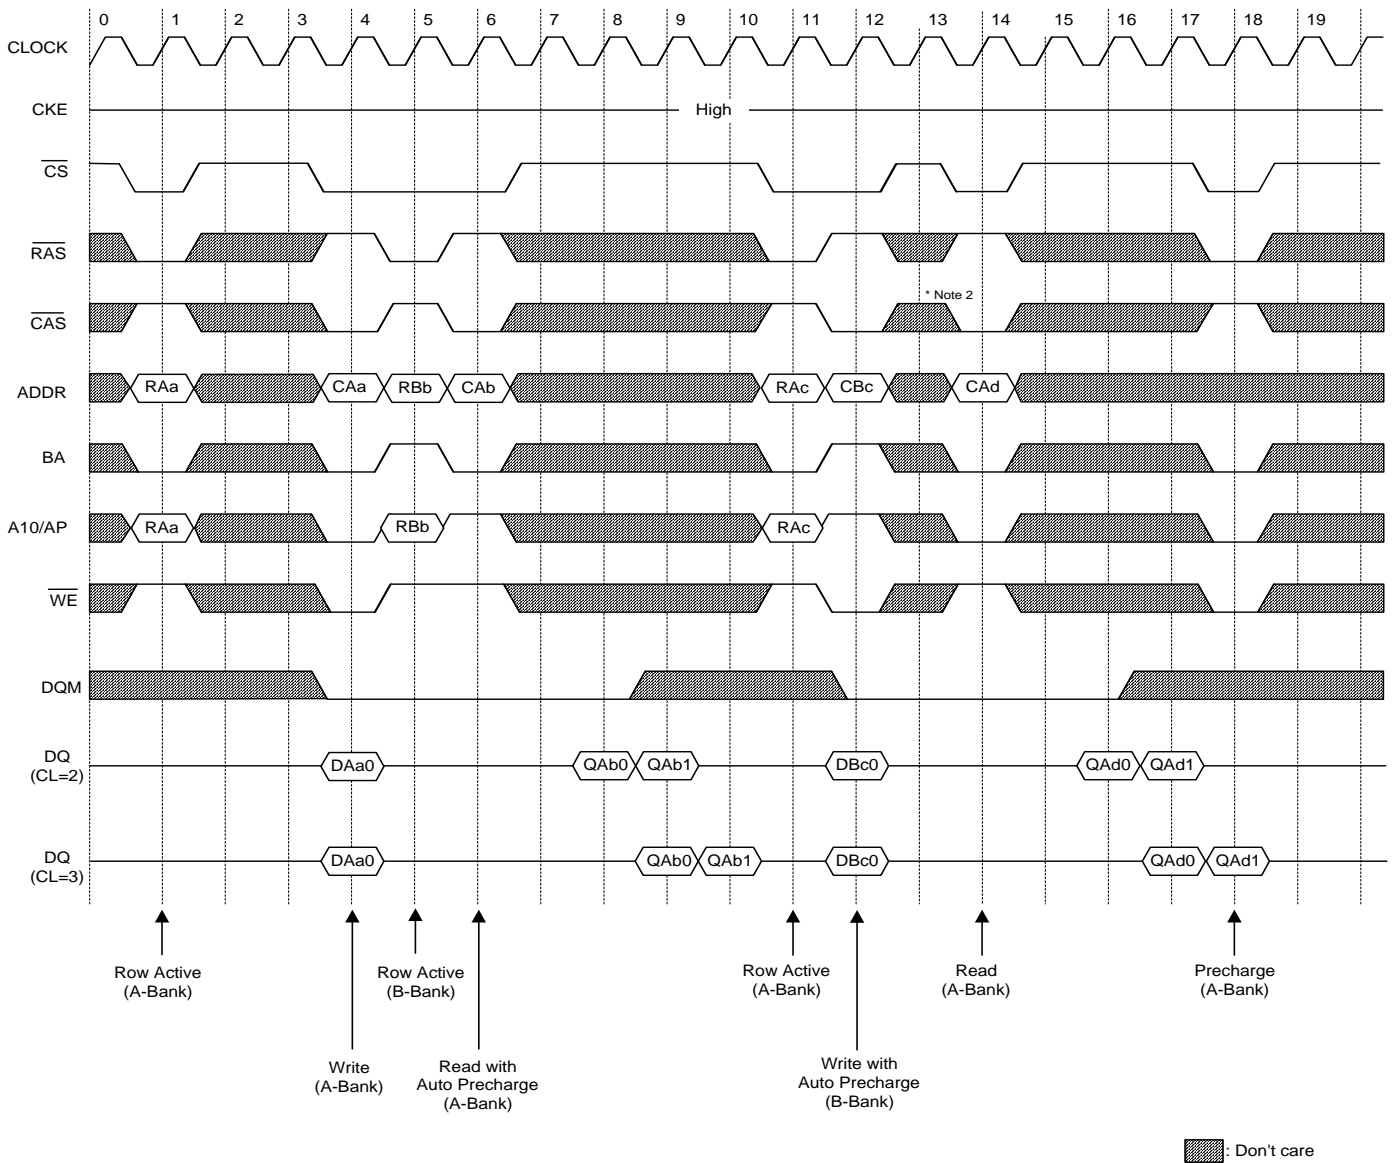 0 1 2 3 4 5 6 7 8 9 10 11 12 13 14 15 16 17 18 19
CLOCK
CKE High
CS
RAS
* Note 2
CAS
ADDR RAa CAa RBb CAb RAc CBc CAd
BA
A10/AP RAa RBb RAc
WE
DQM
DQ
(CL=2) DAa0 QAb0 QAb1 DBc0 QAd0 QAd1
DQ
(CL=3) DAa0 QAb0 QAb1 DBc0 QAd0 QAd1
Row Active
(A-Bank)
Row Active
(B-Bank)
Row Active
(A-Bank)
Read
(A-Bank)
Precharge
(A-Bank)
Write
(A-Bank)
Read with
Auto Precharge
(A-Bank)
Write with
Auto Precharge
(B-Bank)
: Don't care